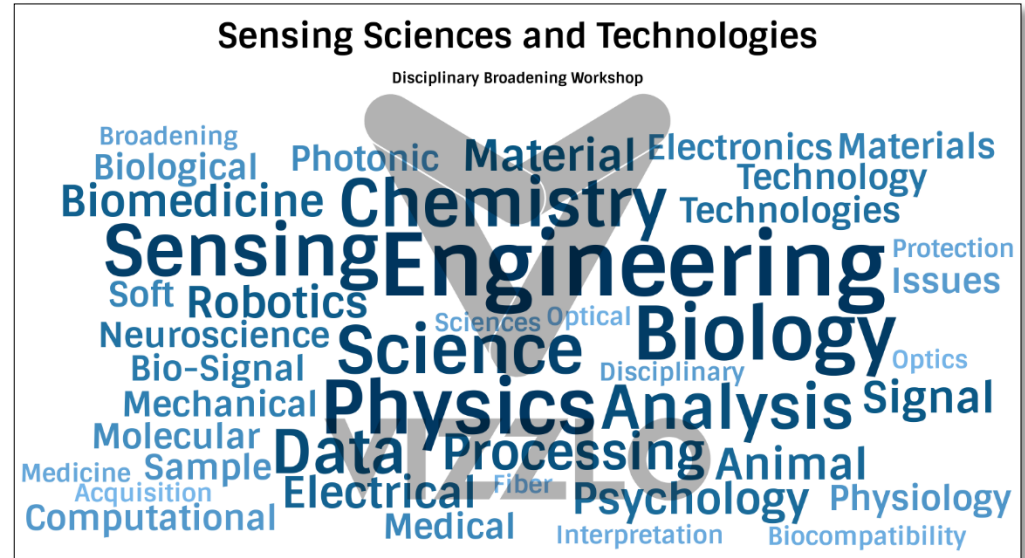 Sensing Sciences and Technologies
Disciplinary Broadening Workshop
Broadening
Biological Photonic Material Electronics Materials
Technology
Biomedicine Chemistry Technologies
Sensing Engineering Protection
Issues
Soft Robotics
Sciences Optical Biology
Neuroscience Science
Bio-Signal Disciplinary Optics
Mechanical Physics Analysis Signal
Molecular Data Processing Animal
Medicine Sample
Acquisition Electrical Fiber Psychology Physiology
Computational Medical Interpretation Biocompatibility
VIZZLO